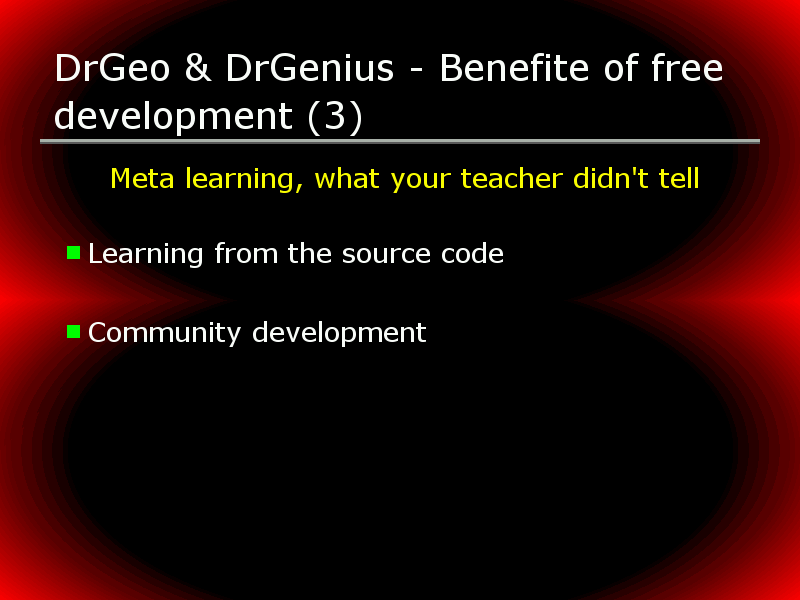 DrGeo & DrGenius - Benefite of free
development (3)
Meta learning, what your teacher didn't tell
Learning from the source code
Community development